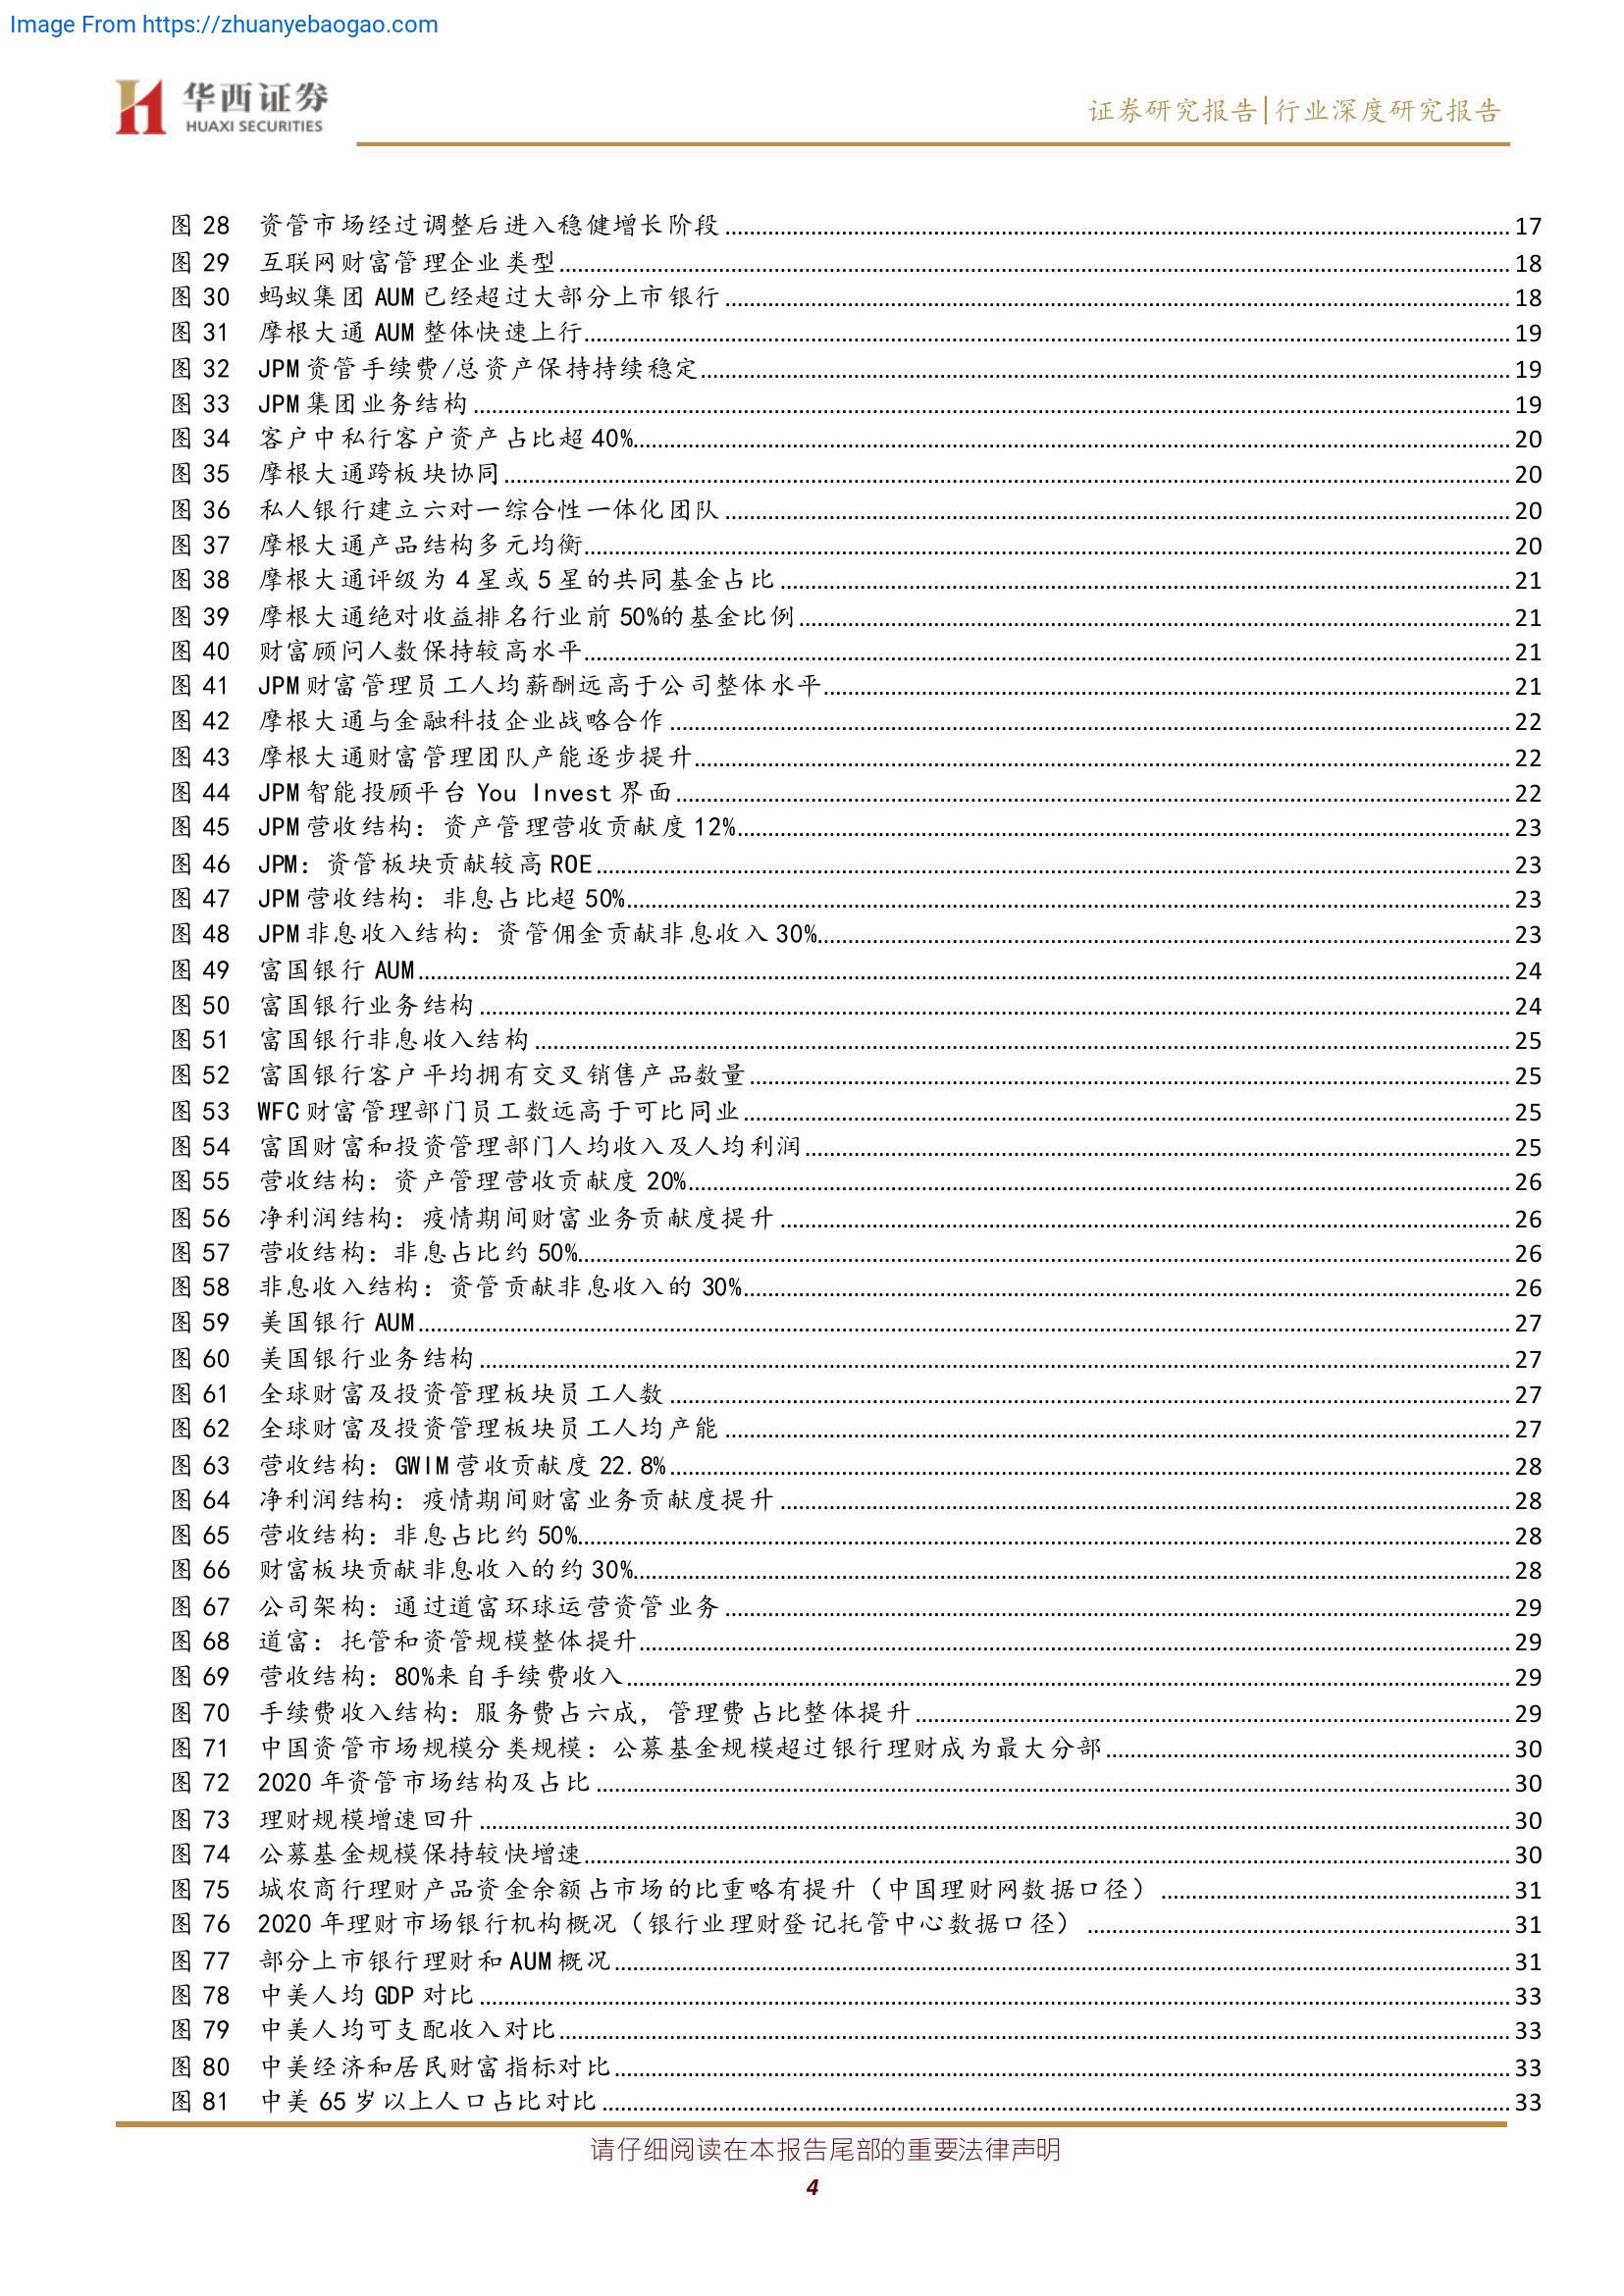 Image From https://zhuanyebaogao.com
华西证券
HUAXI SECURITIES
证券研究报告|行业深度研究报告
图 28 资管市场经过调整后进入稳健增长阶段 17
图 29 互联网财富管理企业类型 18
图 30 蚂蚁集团 AUM 已经超过大部分上市银行 18
图 31 摩根大通 AUM 整体快速上行 19
图 32 JPM 资管手续费/总资产保持持续稳定 19
图 33 JPM 集团业务结构 19
图 34 客户中私行客户资产占比超 40% 20
图 35 摩根大通跨板块协同 20
图 36 私人银行建立六对一综合性一体化团队 20
图 37 摩根大通产品结构多元均衡 20
图 38 摩根大通评级为 4 星或 5 星的共同基金占比 21
图 39 摩根大通绝对收益排名行业前 50%的基金比例 21
图 40 财富顾问人数保持较高水平 21
图 41 JPM 财富管理员工人均薪酬远高于公司整体水平 21
图 42 摩根大通与金融科技企业战略合作 22
图 43 摩根大通财富管理团队产能逐步提升 22
图 44 JPM 智能投顾平台 You Invest 界面 22
图 45 JPM 营收结构：资产管理营收贡献度 12% 23
图 46 JPM：资管板块贡献较高 ROE 23
图 47 JPM 营收结构：非息占比超 50% 23
图 48 JPM 非息收入结构：资管佣金贡献非息收入 30% 23
图 49 富国银行 AUM 24
图 50 富国银行业务结构 24
图 51 富国银行非息收入结构 25
图 52 富国银行客户平均拥有交叉销售产品数量 25
图 53 WFC 财富管理部门员工数远高于可比同业 25
图 54 富国财富和投资管理部门人均收入及人均利润 25
图 55 营收结构：资产管理营收贡献度 20% 26
图 56 净利润结构：疫情期间财富业务贡献度提升 26
图 57 营收结构：非息占比约 50% 26
图 58 非息收入结构：资管贡献非息收入的 30% 26
图 59 美国银行 AUM 27
图 60 美国银行业务结构 27
图 61 全球财富及投资管理板块员工人数 27
图 62 全球财富及投资管理板块员工人均产能 27
图 63 营收结构：GWIM 营收贡献度 22.8% 28
图 64 净利润结构：疫情期间财富业务贡献度提升 28
图 65 营收结构：非息占比约 50% 28
图 66 财富板块贡献非息收入的约 30% 28
图 67 公司架构：通过道富环球运营资管业务 29
图 68 道富：托管和资管规模整体提升 29
图 69 营收结构：80%来自手续费收入 29
图 70 手续费收入结构：服务费占六成，管理费占比整体提升 29
图 71 中国资管市场规模分类规模：公募基金规模超过银行理财成为最大分部 30
图 72 2020 年资管市场结构及占比 30
图 73 理财规模增速回升 30
图 74 公募基金规模保持较快增速 30
图 75 城农商行理财产品资金余额占市场的比重略有提升（中国理财网数据口径） 31
图 76 2020 年理财市场银行机构概况（银行业理财登记托管中心数据口径） 31
图 77 部分上市银行理财和 AUM 概况 31
图 78 中美人均 GDP 对比 33
图 79 中美人均可支配收入对比 33
图 80 中美经济和居民财富指标对比 33
图 81 中美 65 岁以上人口占比对比 33
请仔细阅读在本报告尾部的重要法律声明
4